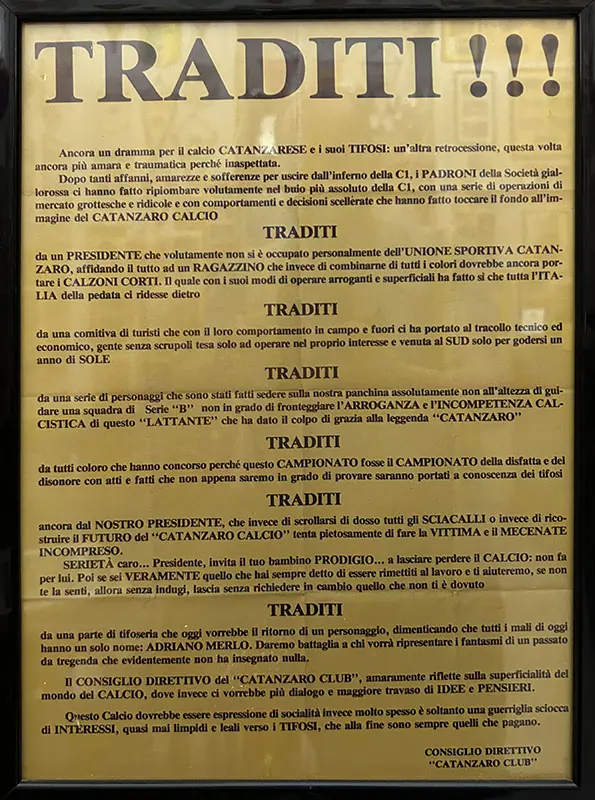 TRADITI !!!
Ancora un dramma per il calcio CATANZARESE e i suoi TIFOSI: un'altra retrocessione, questa volta
ancora più amara e traumatica perché inaspettata.
Dopo tanti affanni, amarezze e sofferenze per uscire dall'inferno della C1, i PADRONI della Società gial-
lorossa ci hanno fatto ripiombare volutamente nel buio più assoluto della C1, con una serie di operazioni di
mercato grottesche e ridicole e con comportamenti e decisioni scellerate che hanno fatto toccare il fondo all'im-
magine del CATANZARO CALCIO
TRADITI
da un PRESIDENTE che volutamente non si è occupato personalmente dell'UNIONE SPORTIVA CATAN-
ZARO, affidando il tutto ad un RAGAZZINO che invece di combinarne di tutti i colori dovrebbe ancora por-
tare i CALZONI CORTI. Il quale con i suoi modi di operare arroganti e superficiali ha fatto si che tutta l'ITA-
LIA della pedata ci ridesse dietro
TRADITI
da una comitiva di turisti che con il loro comportamento in campo e fuori ci ha portato al tracollo tecnico ed
economico, gente senza scrupoli tesa solo ad operare nel proprio interesse e venuta al SUD solo per godersi un
anno di SOLE
TRADITI
da una serie di personaggi che sono stati fatti sedere sulla nostra panchina assolutamente non all'altezza di gui-
dare una squadra di Serie "B" non in grado di fronteggiare l'ARROGANZA e l'INCOMPETENZA CAL-
CISTICA di questo "LATTANTE" che ha dato il colpo di grazia alla leggenda "CATANZARO"
TRADITI
da tutti coloro che hanno concorso perché questo CAMPIONATO fosse il CAMPIONATO della disfatta e del
disonore con atti e fatti che non appena saremo in grado di provare saranno portati a conoscenza dei tifosi
TRADITI
ancora dal NOSTRO PRESIDENTE, che invece di scrollarsi di dosso tutti gli SCIACALLI o invece di rico-
struire il FUTURO del "CATANZARO CALCIO" tenta pietosamente di fare la VITTIMA e il MECENATE
INCOMPRESO.
SERIETÀ caro... Presidente, invita il tuo bambino PRODIGIO... a lasciare perdere il CALCIO: non fa
per lui. Poi se sei VERAMENTE quello che hai sempre detto di essere rimettiti al lavoro e ti aiuteremo, se non
te la senti, allora senza indugi, lascia senza richiedere in cambio quello che non ti è dovuto
TRADITI
da una parte di tifoseria che oggi vorrebbe il ritorno di un personaggio, dimenticando che tutti i mali di oggi
hanno un solo nome: ADRIANO MERLO. Daremo battaglia a chi vorrà ripresentare i fantasmi di un passato
da tregenda che evidentemente non ha insegnato nulla.
Il CONSIGLIO DIRETTIVO del "CATANZARO CLUB", amaramente riflette sulla superficialità del
mondo del CALCIO, dove invece ci vorrebbe più dialogo e maggiore travaso di IDEE e PENSIERI.
Questo Calcio dovrebbe essere espressione di socialità invece molto spesso è soltanto una guerriglia sciocca
di INTERESSI, quasi mai limpidi e leali verso i TIFOSI, che alla fine sono sempre quelli che pagano.
CONSIGLIO DIRETTIVO
"CATANZARO CLUB"